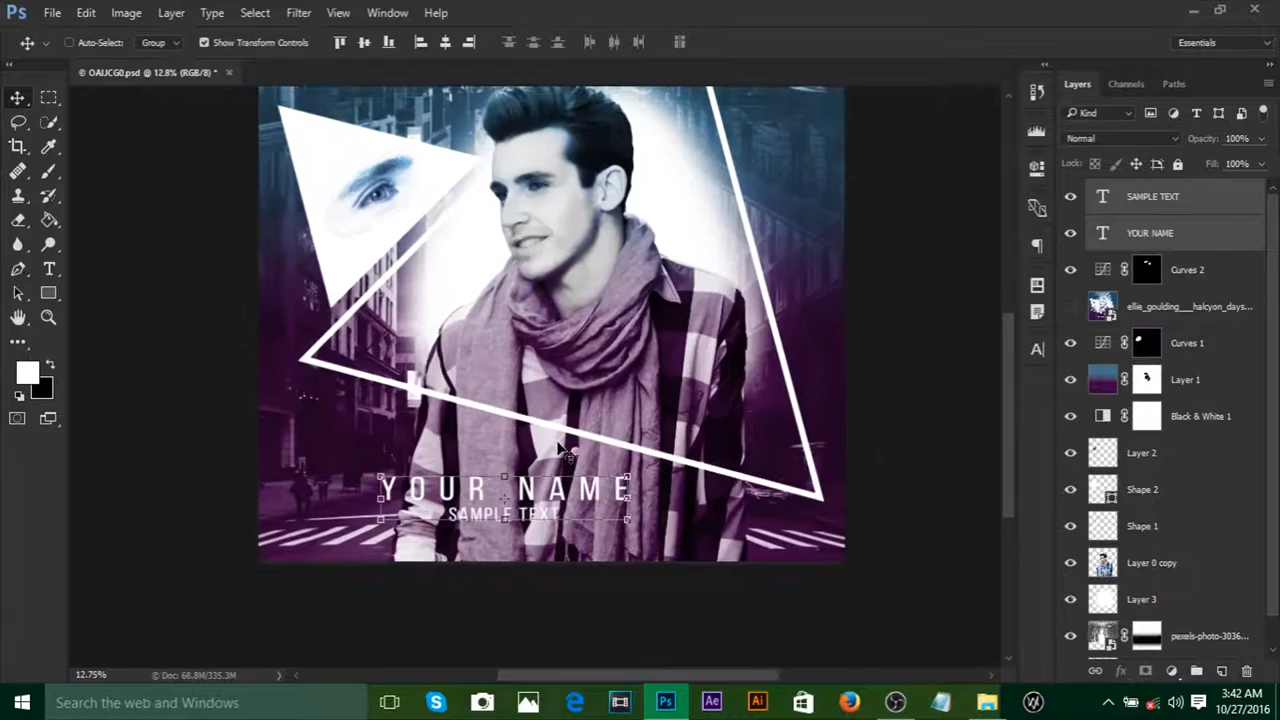 Ps File Edit Image Layer Type Select Filter View Window Help
Auto-Select: Group Show Transform Controls Essentials
© OAIJCG0.psd @ 12.8% (RGB/8) * ×
Layers Channels Paths
Kind
Normal Opacity: 100%
Lock: Fill: 100%
SAMPLE TEXT
YOUR NAME
Curves 2
ellie_goulding___halcyon_days...
Curves 1
Layer 1
Black & White 1
Layer 2
Shape 2
Shape 1
Layer 0 copy
Layer 3
pexels-photo-3036...
YOUR NAME
SAMPLE TEXT
12.75% © Doc: 68.8M/335.3M
Search the web and Windows
Ps Ae Ai
3:42 AM
10/27/2016